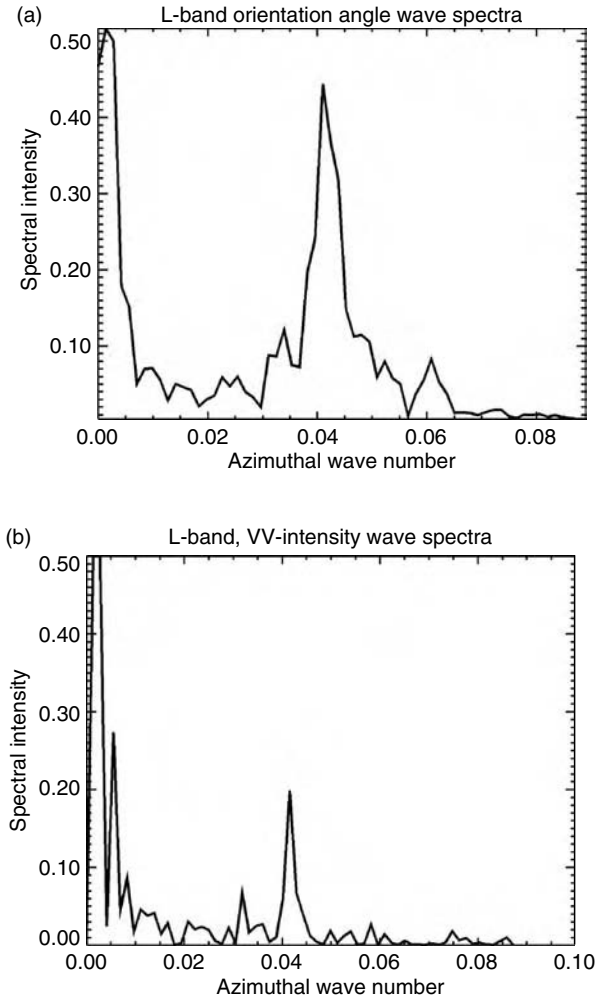 (a)
L-band orientation angle wave spectra
0.50
0.40
0.30
0.20
0.10
Spectral intensity
0.00 0.02 0.04 0.06 0.08
Azimuthal wave number
(b)
L-band, VV-intensity wave spectra
0.50
0.40
0.30
0.20
0.10
0.00
Spectral intensity
0.00 0.02 0.04 0.06 0.08 0.10
Azimuthal wave number